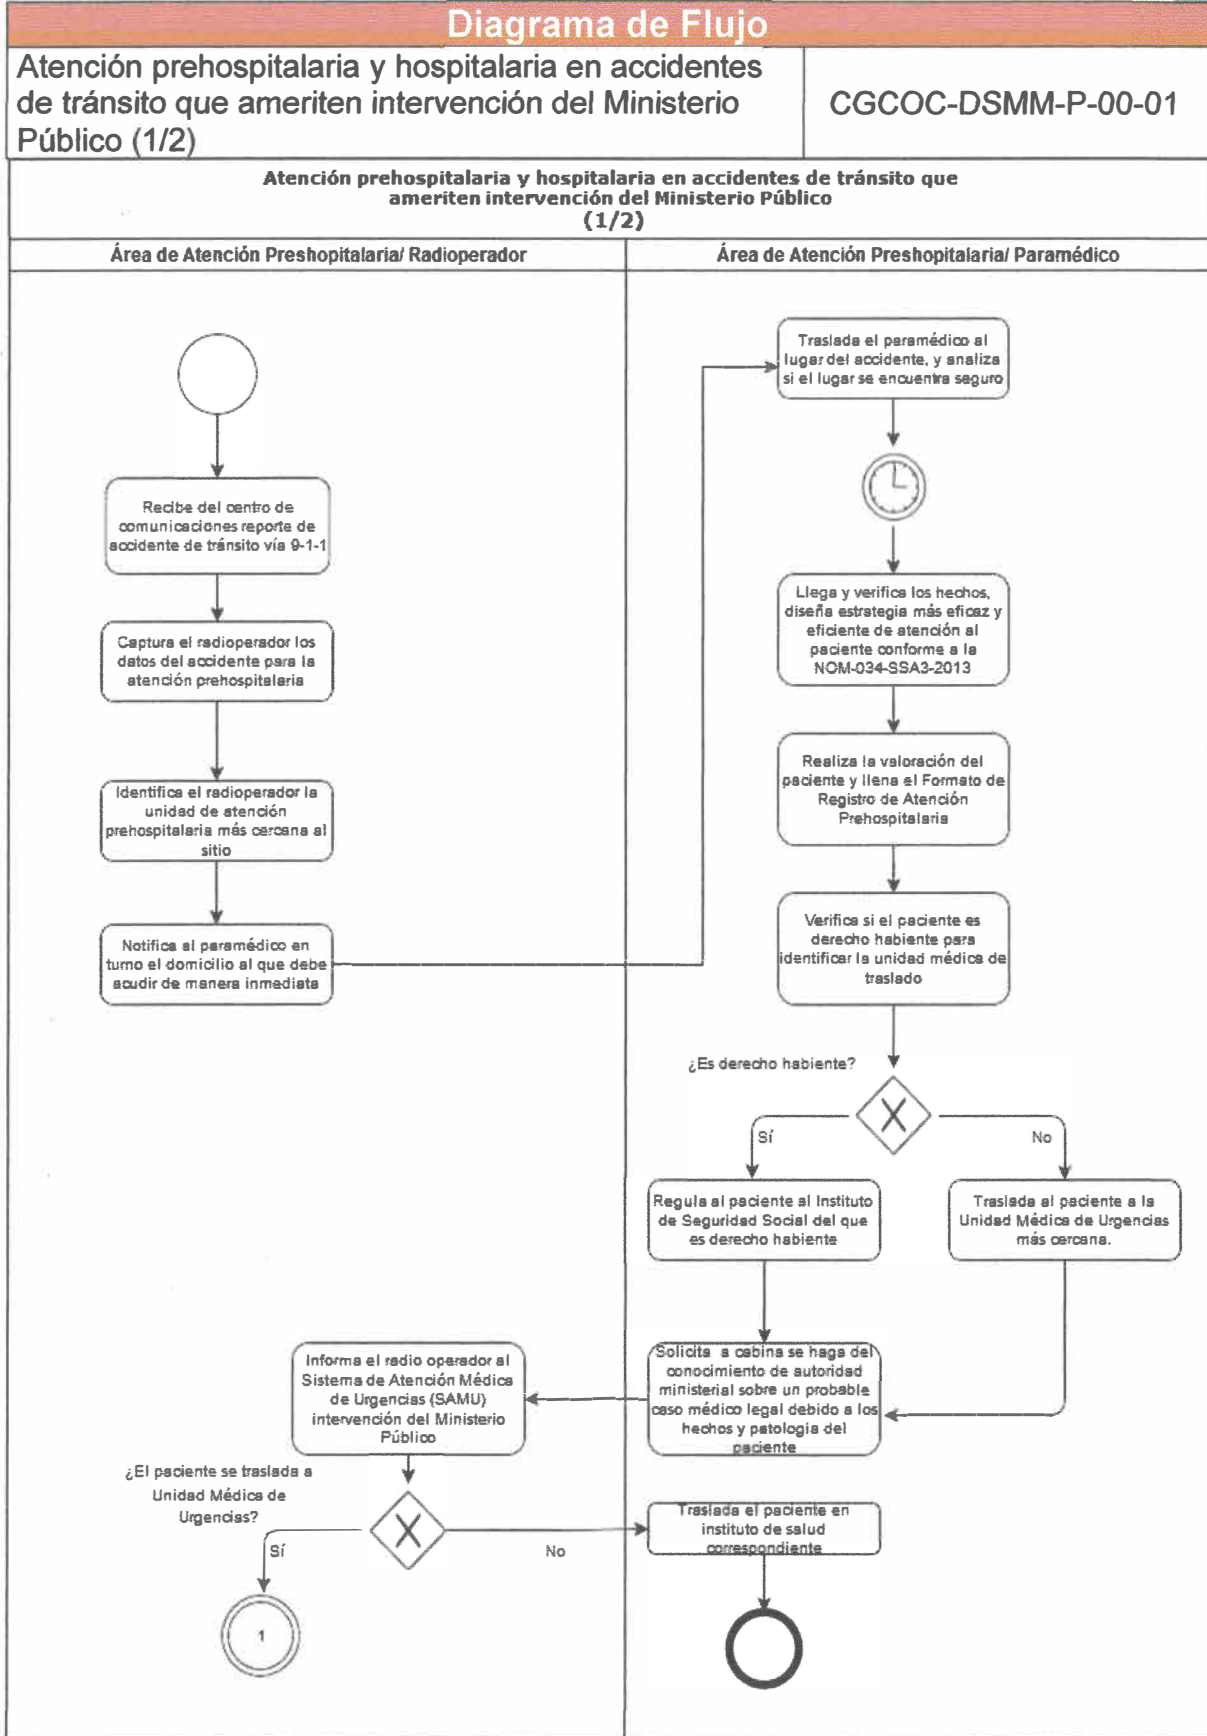 Diagrama de Flujo
Atención prehospitalaria y hospitalaria en accidentes
de tránsito que ameriten intervención del Ministerio
Público (1/2)
CGCOC-DSMM-P-00-01
Atención prehospitalaria y hospitalaria en accidentes de tránsito que
ameriten intervención del Ministerio Público
(1/2)
Área de Atención Preshopitalaria/ Radioperador
Área de Atención Preshopitalaria/ Paramédico
Recibe del centro de
comunicaciones reporte de
accidente de tránsito vía 9-1-1
Captura el radioperador los
datos del accidente para la
atención prehospitalaria
Identifica el radioperador la
unidad de atención
prehospitalaria más cercana al
sitio
Notifica al paramédico en
turno el domicilio al que debe
acudir de manera inmediata
Traslada el paramédico al
lugar del accidente, y analiza
si el lugar se encuentra seguro
Llega y verifica los hechos,
diseña estrategia más eficaz y
eficiente de atención al
paciente conforme a la
NOM-034-SSA3-2013
Realiza la valoración del
paciente y llena el Formato de
Registro de Atención
Prehospitalaria
Verifica si el paciente es
derecho habiente para
identificar la unidad médica de
traslado
¿Es derecho habiente?
Sí
No
Regula al paciente al Instituto
de Seguridad Social del que
es derecho habiente
Traslada al paciente a la
Unidad Médica de Urgencias
más cercana.
Solicita a cabina se haga del
conocimiento de autoridad
ministerial sobre un probable
caso médico legal debido a los
hechos y patologia del
paciente
Informa el radio operador al
Sistema de Atención Médica
de Urgencias (SAMU)
intervención del Ministerio
Público
¿El paciente se traslada a
Unidad Médica de
Urgencias?
Sí
No
1
Traslada el paciente en
instituto de salud
correspondiente